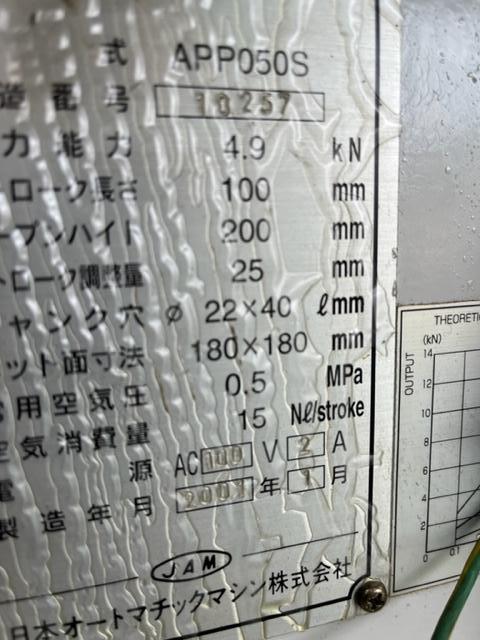 式 APP050S
造番号 10257
力能力 4.9 kN
ローク長さ 100 mm
ープンハイト 200 mm
トローク調整量 25 mm
ャンク穴 ø 22×40 ℓmm
ット面寸法 180×180 mm
用空気圧 0.5 MPa
空気消費量 15 Nℓ/stroke
電源 AC 100 V 2 A
製造年月 2001 年 1 月
JAM
日本オートマチックマシン株式会社
(kN)
OUTPUT
14
12
10
8
6
4
2
0
0.1